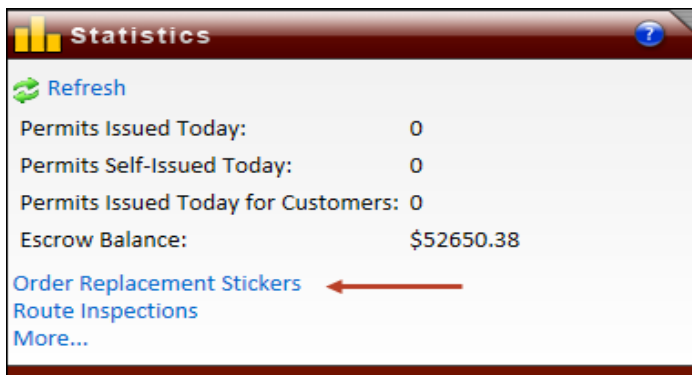 Statistics
?
Refresh
Permits Issued Today: 0
Permits Self-Issued Today: 0
Permits Issued Today for Customers: 0
Escrow Balance: $52650.38
Order Replacement Stickers
Route Inspections
More...